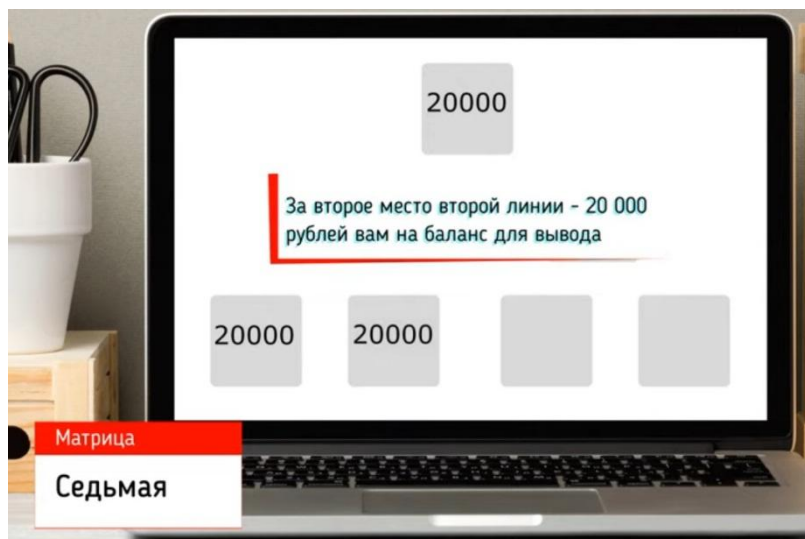 20000
За второе место второй линии - 20 000
рублей вам на баланс для вывода
20000
20000
Матрица
Седьмая